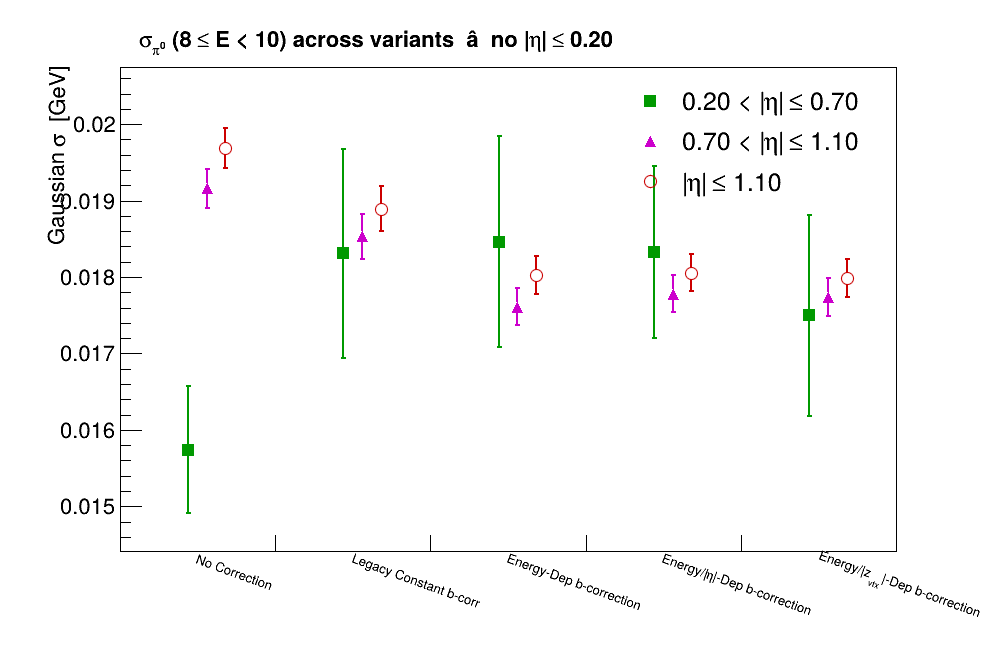 σπ⁰ (8 ≤ E < 10) across variants â no |η| ≤ 0.20
Gaussian σ [GeV]
0.02
0.019
0.018
0.017
0.016
0.015
0.20 < |η| ≤ 0.70
0.70 < |η| ≤ 1.10
|η| ≤ 1.10
No Correction
Legacy Constant b-corr
Energy-Dep b-correction
Energy/|η|-Dep b-correction
Energy/|z_vtx|-Dep b-correction